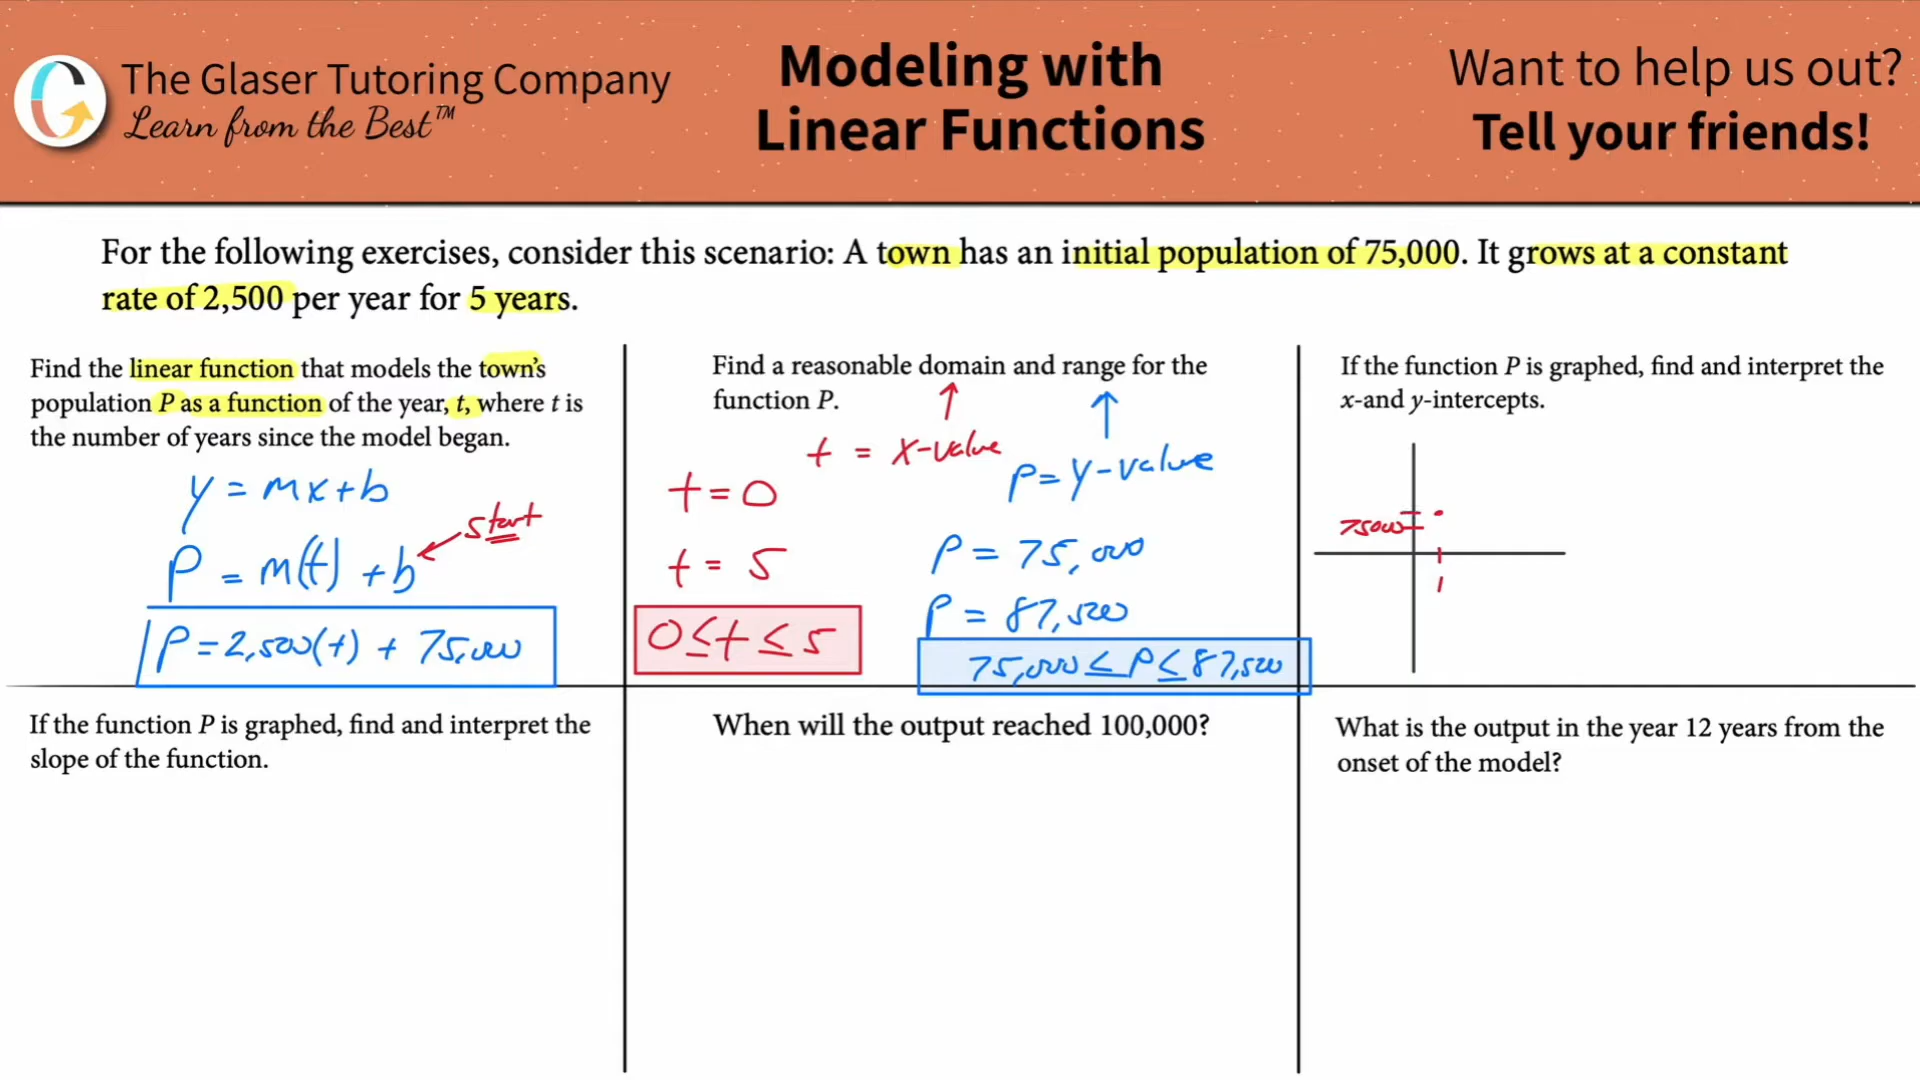 The Glaser Tutoring Company
Learn from the Best™
Modeling with
Linear Functions
Want to help us out?
Tell your friends!
For the following exercises, consider this scenario: A town has an initial population of 75,000. It grows at a constant
rate of 2,500 per year for 5 years.
Find the linear function that models the town's
population P as a function of the year, t, where t is
the number of years since the model began.
y = mx+b
start
P = m(t) + b
P = 2,500(t) + 75,000
Find a reasonable domain and range for the
function P.
t = x-value
P = y-value
t = 0
t = 5
0 ≤ t ≤ 5
P = 75,000
P = 87,500
75,000 ≤ P ≤ 87,500
If the function P is graphed, find and interpret the
x-and y-intercepts.
75000
1
If the function P is graphed, find and interpret the
slope of the function.
When will the output reached 100,000?
What is the output in the year 12 years from the
onset of the model?